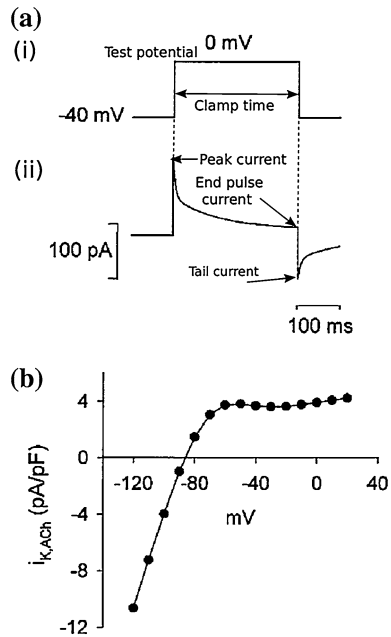 (a)
(i)
Test potential
0 mV
-40 mV
Clamp time
(ii)
Peak current
End pulse
current
100 pA
Tail current
100 ms
(b)
4
0
-4
-8
-12
-120
-80
-40
0
40
mV
i K,ACh (pA/pF)